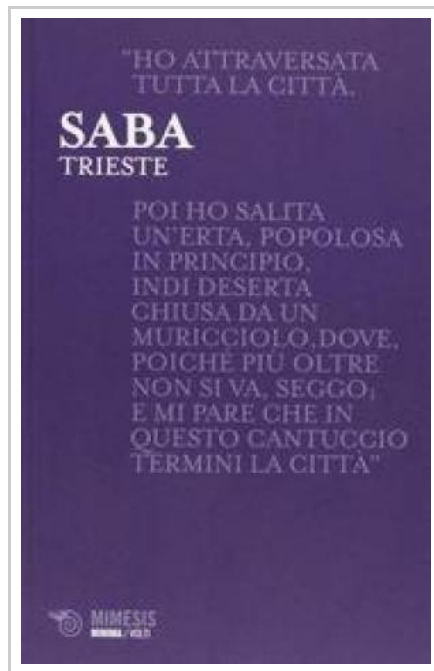 "HO ATTRAVERSATA
TUTTA LA CITTÀ,
SABA
TRIESTE
POI HO SALITA
UN'ERTA, POPOLOSA
IN PRINCIPIO,
INDI DESERTA
CHIUSA DA UN
MURICCIOLO, DOVE,
POICHÉ PIÙ OLTRE
NON SI VA, SEGGO;
E MI PARE CHE IN
QUESTO CANTUCCIO
TERMINI LA CITTÀ"
MIMESIS
MINIMA/VOLTI